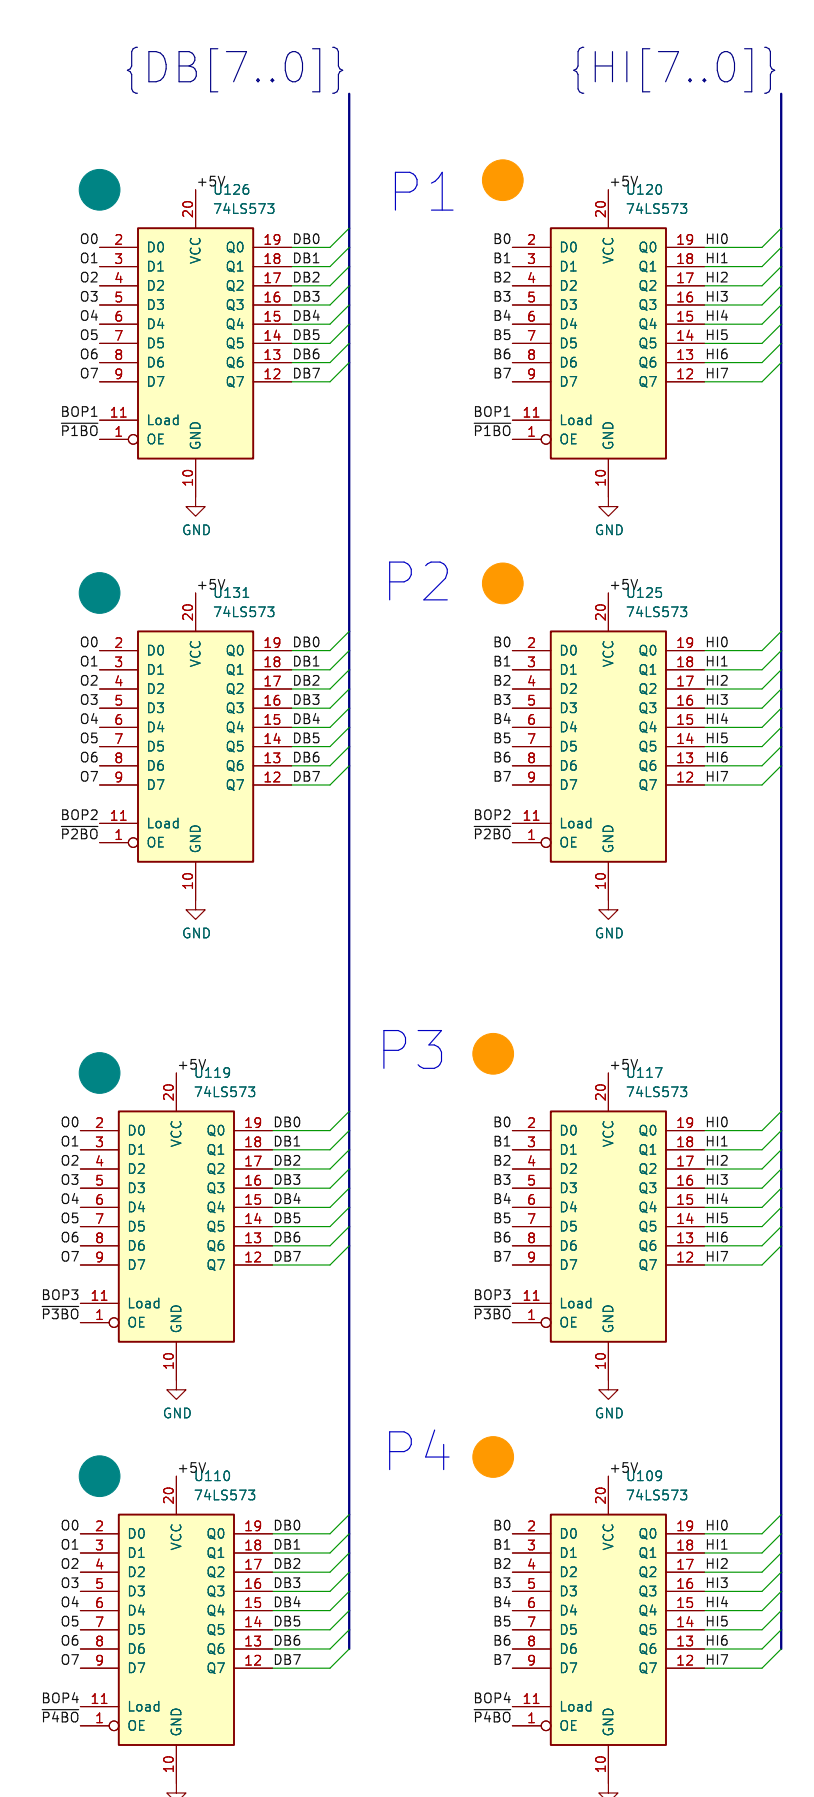 {DB[7..0]} {HI[7..0]}
P1
+5V
U126
74LS573
20
VCC
O0 2 D0 Q0 19 DB0
O1 3 D1 Q1 18 DB1
O2 4 D2 Q2 17 DB2
O3 5 D3 Q3 16 DB3
O4 6 D4 Q4 15 DB4
O5 7 D5 Q5 14 DB5
O6 8 D6 Q6 13 DB6
O7 9 D7 Q7 12 DB7
BOP1 11 Load
P1BO 1 OE
GND
10
GND
+5V
U120
74LS573
20
VCC
B0 2 D0 Q0 19 HI0
B1 3 D1 Q1 18 HI1
B2 4 D2 Q2 17 HI2
B3 5 D3 Q3 16 HI3
B4 6 D4 Q4 15 HI4
B5 7 D5 Q5 14 HI5
B6 8 D6 Q6 13 HI6
B7 9 D7 Q7 12 HI7
BOP1 11 Load
P1BO 1 OE
GND
10
GND
P2
+5V
U131
74LS573
20
VCC
O0 2 D0 Q0 19 DB0
O1 3 D1 Q1 18 DB1
O2 4 D2 Q2 17 DB2
O3 5 D3 Q3 16 DB3
O4 6 D4 Q4 15 DB4
O5 7 D5 Q5 14 DB5
O6 8 D6 Q6 13 DB6
O7 9 D7 Q7 12 DB7
BOP2 11 Load
P2BO 1 OE
GND
10
GND
+5V
U125
74LS573
20
VCC
B0 2 D0 Q0 19 HI0
B1 3 D1 Q1 18 HI1
B2 4 D2 Q2 17 HI2
B3 5 D3 Q3 16 HI3
B4 6 D4 Q4 15 HI4
B5 7 D5 Q5 14 HI5
B6 8 D6 Q6 13 HI6
B7 9 D7 Q7 12 HI7
BOP2 11 Load
P2BO 1 OE
GND
10
GND
P3
+5V
U119
74LS573
20
VCC
O0 2 D0 Q0 19 DB0
O1 3 D1 Q1 18 DB1
O2 4 D2 Q2 17 DB2
O3 5 D3 Q3 16 DB3
O4 6 D4 Q4 15 DB4
O5 7 D5 Q5 14 DB5
O6 8 D6 Q6 13 DB6
O7 9 D7 Q7 12 DB7
BOP3 11 Load
P3BO 1 OE
GND
10
GND
+5V
U117
74LS573
20
VCC
B0 2 D0 Q0 19 HI0
B1 3 D1 Q1 18 HI1
B2 4 D2 Q2 17 HI2
B3 5 D3 Q3 16 HI3
B4 6 D4 Q4 15 HI4
B5 7 D5 Q5 14 HI5
B6 8 D6 Q6 13 HI6
B7 9 D7 Q7 12 HI7
BOP3 11 Load
P3BO 1 OE
GND
10
GND
P4
+5V
U110
74LS573
20
VCC
O0 2 D0 Q0 19 DB0
O1 3 D1 Q1 18 DB1
O2 4 D2 Q2 17 DB2
O3 5 D3 Q3 16 DB3
O4 6 D4 Q4 15 DB4
O5 7 D5 Q5 14 DB5
O6 8 D6 Q6 13 DB6
O7 9 D7 Q7 12 DB7
BOP4 11 Load
P4BO 1 OE
GND
10
+5V
U109
74LS573
20
VCC
B0 2 D0 Q0 19 HI0
B1 3 D1 Q1 18 HI1
B2 4 D2 Q2 17 HI2
B3 5 D3 Q3 16 HI3
B4 6 D4 Q4 15 HI4
B5 7 D5 Q5 14 HI5
B6 8 D6 Q6 13 HI6
B7 9 D7 Q7 12 HI7
BOP4 11 Load
P4BO 1 OE
GND
10